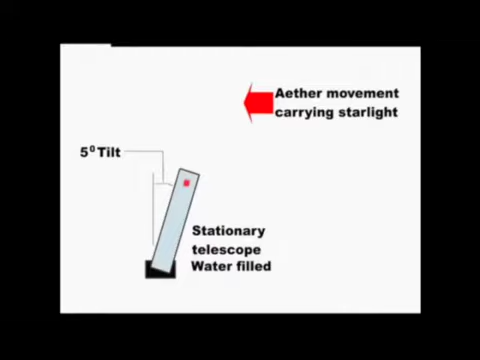 Aether movement
carrying starlight
5⁰ Tilt
Stationary
telescope
Water filled